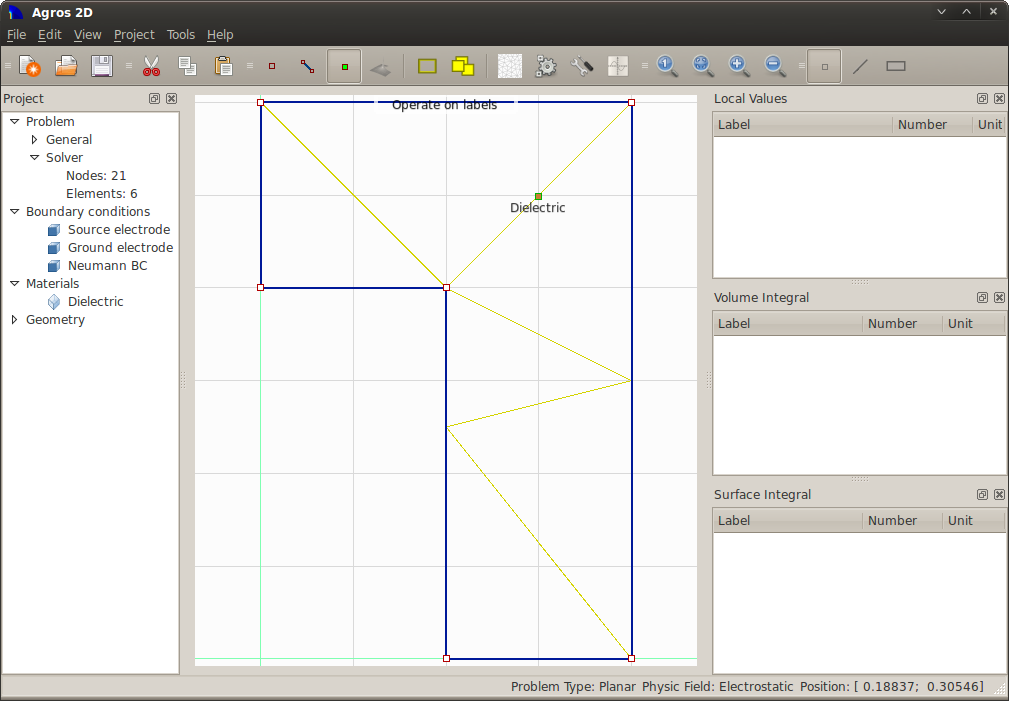 Agros 2D
File Edit View Project Tools Help
Project
Problem
General
Solver
Nodes: 21
Elements: 6
Boundary conditions
Source electrode
Ground electrode
Neumann BC
Materials
Dielectric
Geometry
Operate on labels
Dielectric
Local Values
Label Number Unit
Volume Integral
Label Number Unit
Surface Integral
Label Number Unit
Problem Type: Planar Physic Field: Electrostatic Position: [ 0.18837; 0.30546]